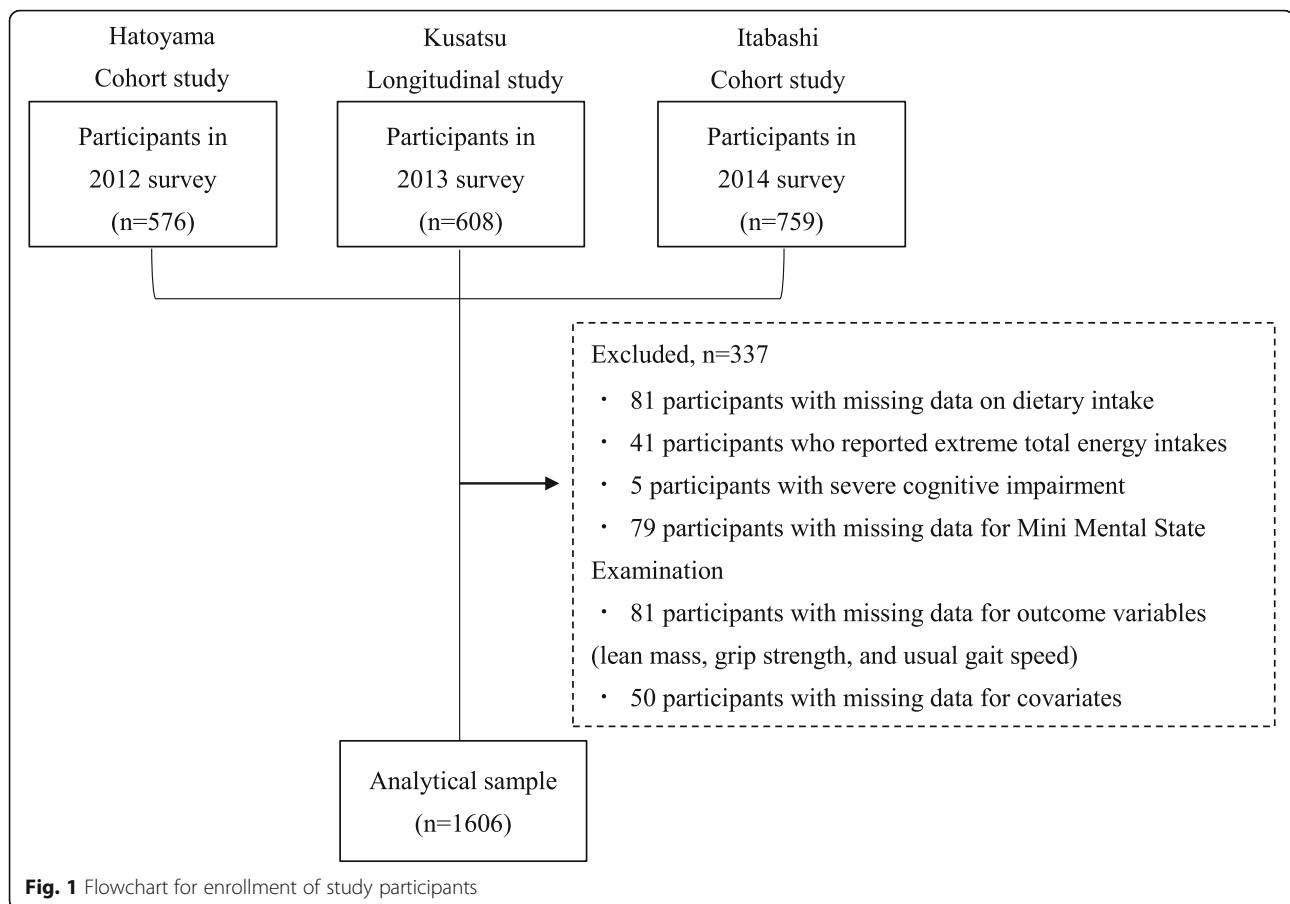 Hatoyama
Cohort study
Participants in
2012 survey
(n=576)
Kusatsu
Longitudinal study
Participants in
2013 survey
(n=608)
Itabashi
Cohort study
Participants in
2014 survey
(n=759)
Excluded, n=337
・ 81 participants with missing data on dietary intake
・ 41 participants who reported extreme total energy intakes
・ 5 participants with severe cognitive impairment
・ 79 participants with missing data for Mini Mental State
Examination
・ 81 participants with missing data for outcome variables
(lean mass, grip strength, and usual gait speed)
・ 50 participants with missing data for covariates
Analytical sample
(n=1606)
Fig. 1 Flowchart for enrollment of study participants